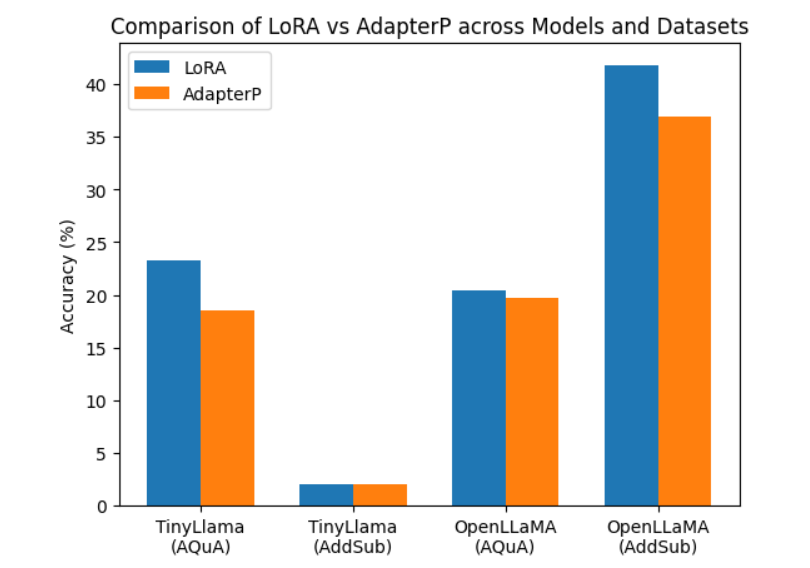 Comparison of LoRA vs AdapterP across Models and Datasets
LoRA
AdapterP
Accuracy (%)
40
35
30
25
20
15
10
5
0
TinyLlama
(AQuA)
TinyLlama
(AddSub)
OpenLLaMA
(AQuA)
OpenLLaMA
(AddSub)